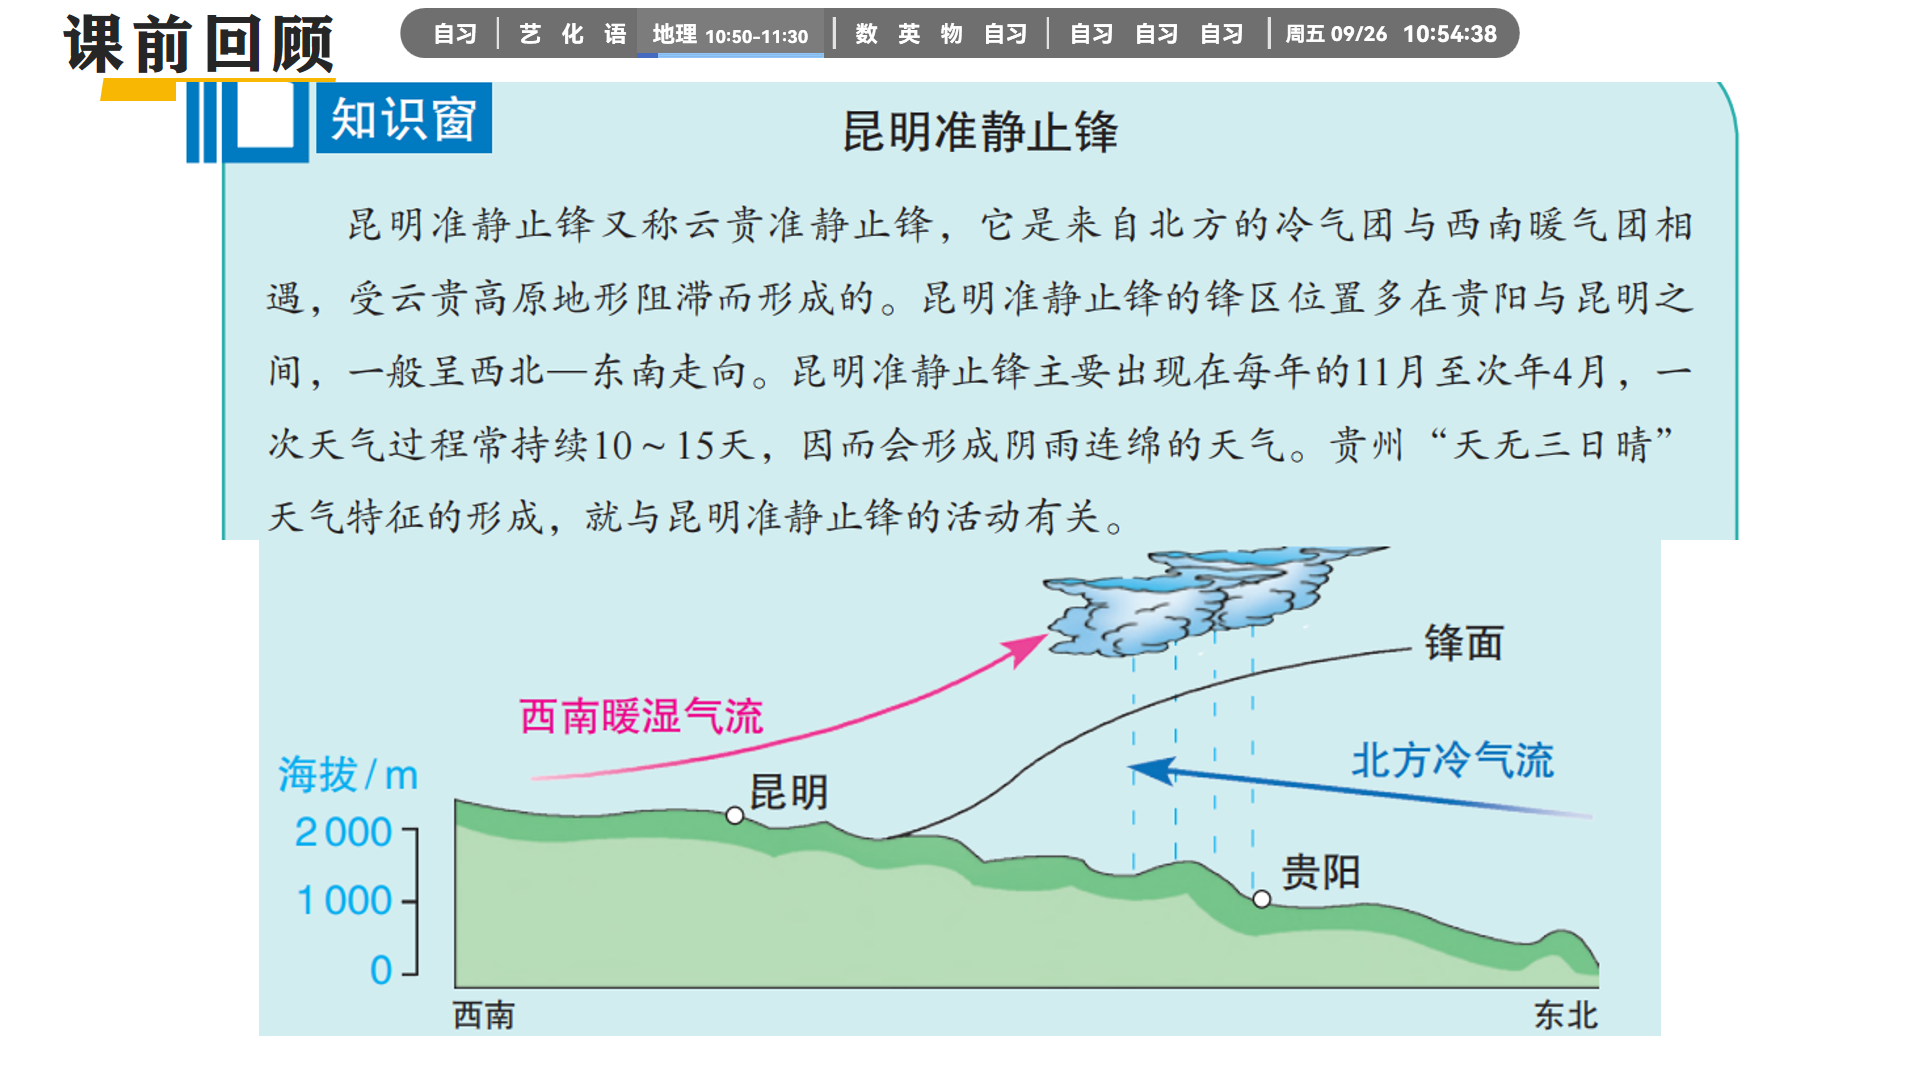 课前回顾
自习 | 艺 化 语 地理 10:50-11:30 | 数 英 物 自习 | 自习 自习 自习 | 周五 09/26 10:54:38
知识窗
昆明准静止锋
昆明准静止锋又称云贵准静止锋，它是来自北方的冷气团与西南暖气团相
遇，受云贵高原地形阻滞而形成的。昆明准静止锋的锋区位置多在贵阳与昆明之
间，一般呈西北—东南走向。昆明准静止锋主要出现在每年的11月至次年4月，一
次天气过程常持续10～15天，因而会形成阴雨连绵的天气。贵州“天无三日晴”
天气特征的形成，就与昆明准静止锋的活动有关。
锋面
西南暖湿气流
北方冷气流
海拔/m
昆明
2 000
贵阳
1 000
0
西南
东北